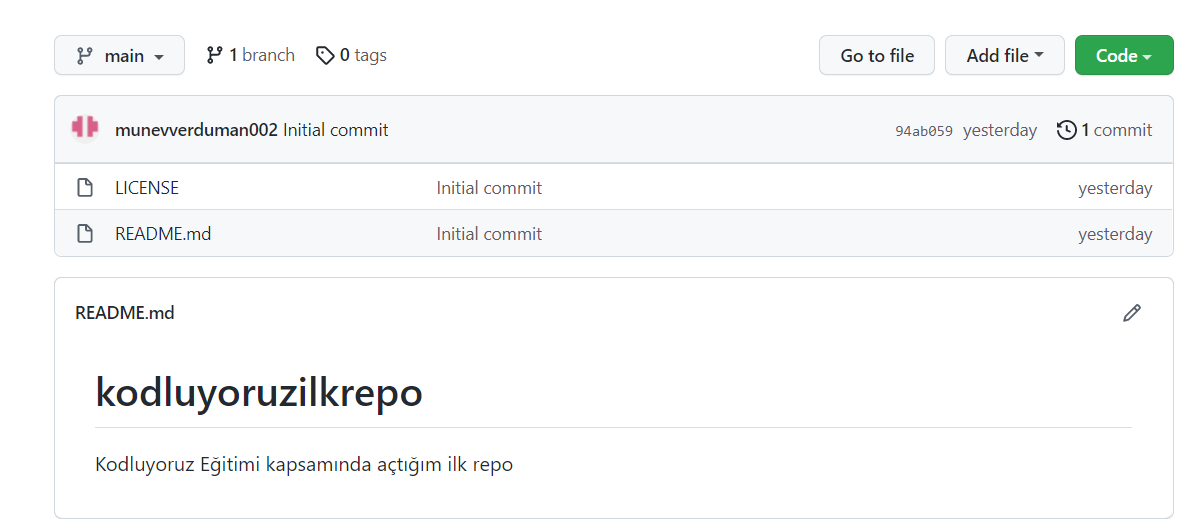 main 1 branch 0 tags Go to file Add file Code
munevverduman002 Initial commit 94ab059 yesterday 1 commit
LICENSE Initial commit yesterday
README.md Initial commit yesterday
README.md
kodluyoruzilkrepo
Kodluyoruz Eğitimi kapsamında açtığım ilk repo